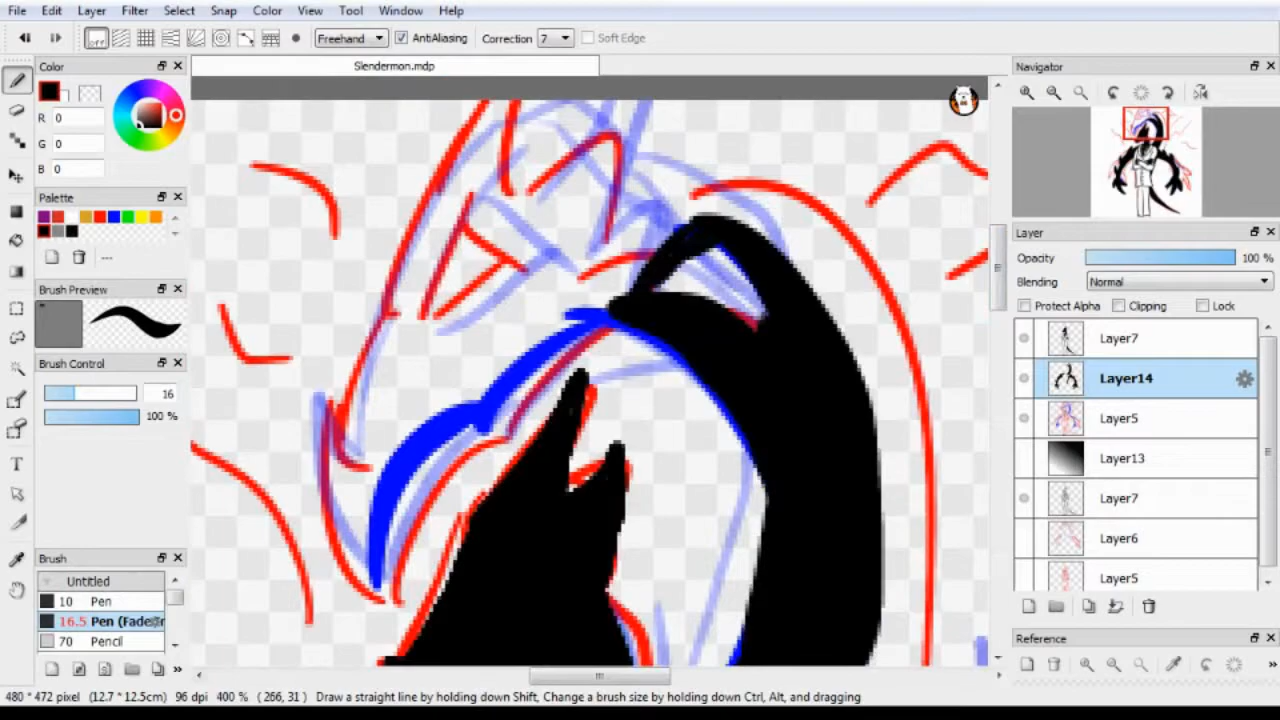 File Edit Layer Filter Select Snap Color View Tool Window Help
off Freehand AntiAliasing Correction 7 Soft Edge
Color
R 0
G 0
B 0
Palette
Brush Preview
Brush Control
16
100 %
Brush
Untitled
10 Pen
16.5 Pen (Fade
70 Pencil
Slendermon.mdp
Navigator
Layer
Opacity 100 %
Blending Normal
Protect Alpha Clipping Lock
Layer7
Layer14
Layer5
Layer13
Layer7
Layer6
Layer5
Reference
480 * 472 pixel (12.7 * 12.5cm) 96 dpi 400 % ( 266, 31 ) Draw a straight line by holding down Shift, Change a brush size by holding down Ctrl, Alt, and dragging